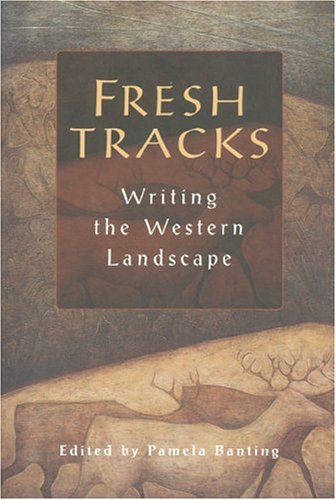 FRESH
TRACKS
Writing
the Western
Landscape
Edited by Pamela Banting